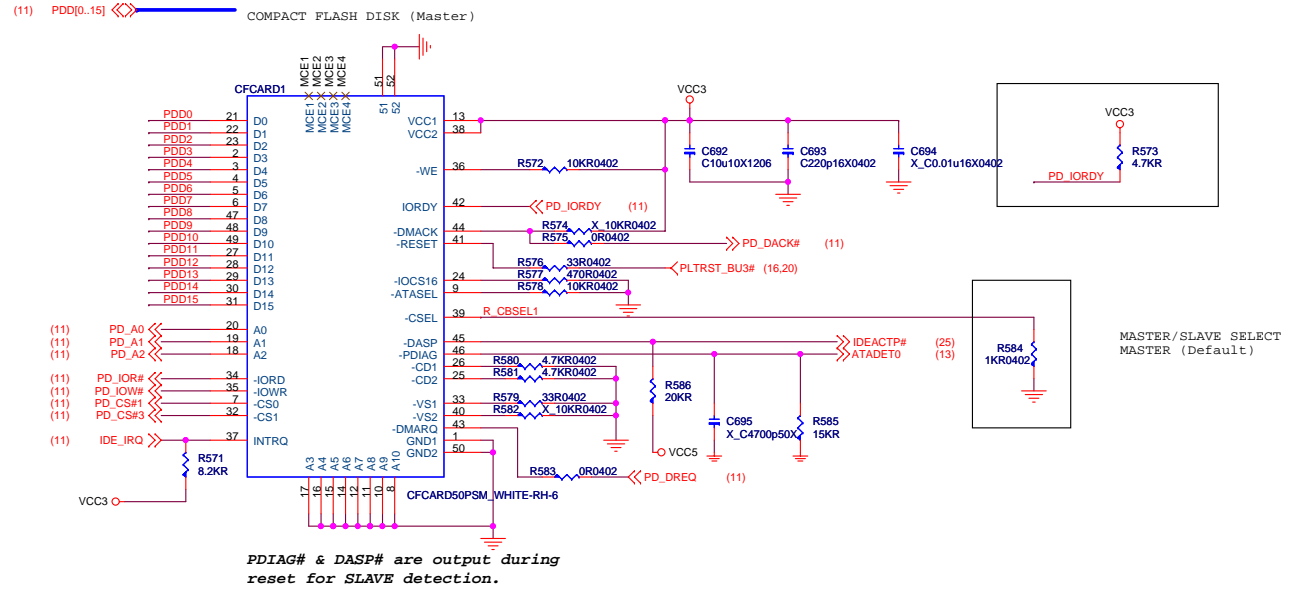 (11) PDD[0..15]
COMPACT FLASH DISK (Master)
MCE1
MCE2
MCE3
MCE4
51
52
CFCARD1
MCE1
MCE2
MCE3
MCE4
51
52
PDD0 21 D0
PDD1 22 D1
PDD2 23 D2
PDD3 2 D3
PDD4 3 D4
PDD5 4 D5
PDD6 5 D6
PDD7 6 D7
PDD8 47 D8
PDD9 48 D9
PDD10 49 D10
PDD11 27 D11
PDD12 28 D12
PDD13 29 D13
PDD14 30 D14
PDD15 31 D15
(11) PD_A0 20 A0
(11) PD_A1 19 A1
(11) PD_A2 18 A2
(11) PD_IOR# 34 -IORD
(11) PD_IOW# 35 -IOWR
(11) PD_CS#1 7 -CS0
(11) PD_CS#3 32 -CS1
(11) IDE_IRQ 37 INTRQ
R571
8.2KR
VCC3
A3
A4
A5
A6
A7
A8
A9
A10
17
16
15
14
12
11
10
8
VCC1 13
VCC2 38
-WE 36 R572 10KR0402
IORDY 42 PD_IORDY (11)
-DMACK 44 R574 X_10KR0402
R575 0R0402 PD_DACK# (11)
-RESET 41 R576 33R0402 PLTRST_BU3# (16,20)
-IOCS16 24 R577 470R0402
-ATASEL 9 R578 10KR0402
-CSEL 39 R_CBSEL1
-DASP 45 IDEACTP# (25)
-PDIAG 46 ATADET0 (13)
-CD1 26 R580 4.7KR0402
-CD2 25 R581 4.7KR0402
-VS1 33 R579 33R0402
-VS2 40 R582 X_10KR0402
-DMARQ 43 R583 0R0402 PD_DREQ (11)
GND1 1
GND2 50
CFCARD50PSM_WHITE-RH-6
VCC3
C692
C10u10X1206
C693
C220p16X0402
C694
X_C0.01u16X0402
VCC3
R573
4.7KR
PD_IORDY
R584
1KR0402
MASTER/SLAVE SELECT
MASTER (Default)
R586
20KR
VCC5
C695
X_C4700p50X
R585
15KR
PDIAG# & DASP# are output during
reset for SLAVE detection.